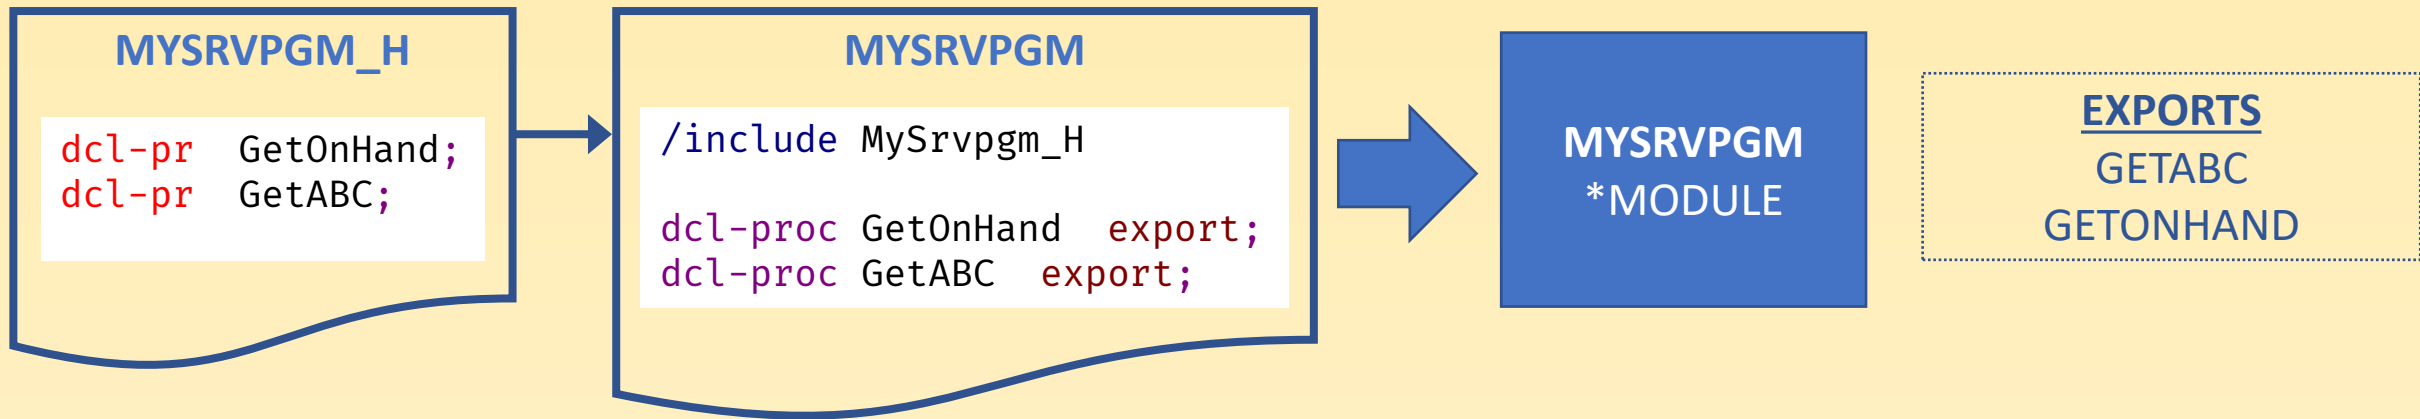 MYSRVPGM_H
dcl-pr GetOnHand;
dcl-pr GetABC;
MYSRVPGM
/include MySrvpgm_H
dcl-proc GetOnHand export;
dcl-proc GetABC export;
MYSRVPGM
*MODULE
EXPORTS
GETABC
GETONHAND